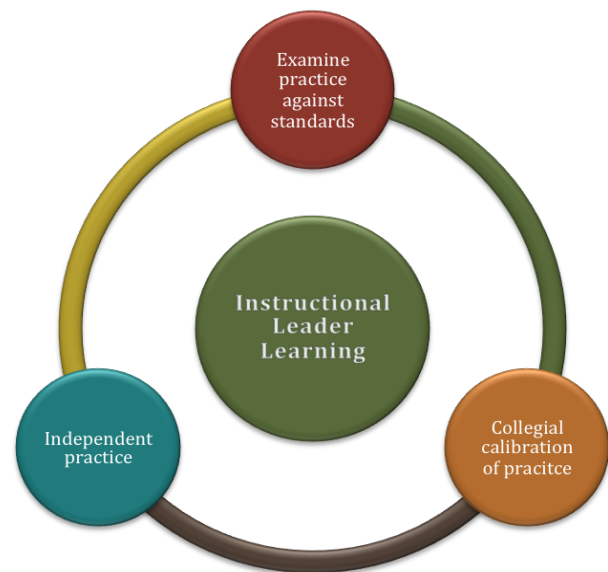 Examine
practice
against
standards
Instructional
Leader
Learning
Independent
practice
Collegial
calibration
of pracitce